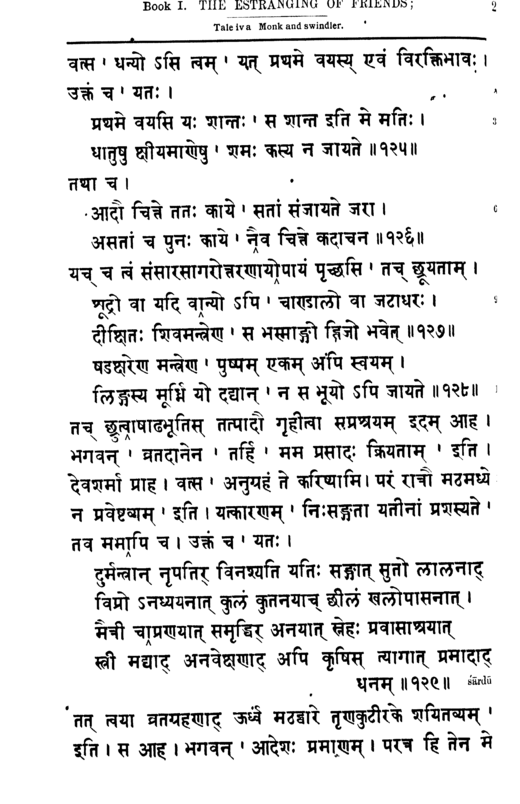 Book I. THE ESTRANGING OF FRIENDS;
2
Tale iva Monk and swindler.
वत्स ' धन्यो ऽसि त्वम् ' यत् प्रथमे वयस्य् एवं विरक्तिभावः।
उक्तं च ' यतः।
प्रथमे वयसि यः शान्तः ' स शान्त इति मे मतिः।
3
धातुषु क्षीयमाणेषु ' शमः कस्य न जायते॥१२५॥
तथा च।
आदौ चित्ते ततः काये ' सतां संजायते जरा।
6
असतां च पुनः काये ' नैव चित्ते कदाचन॥१२६॥
यच् च त्वं संसारसागरोत्तरणायोपायं पृच्छसि ' तच् छ्रूयताम्।
शूद्रो वा यदि वान्यो ऽपि ' चाण्डालो वा जटाधरः।
दीक्षितः शिवमन्त्रेण ' स भस्माङ्गो द्विजो भवेत्॥१२७॥
षडक्षरेण मन्त्रेण ' पुष्पम् एकम् अपि स्वयम्।
लिङ्गस्य मूर्ध्नि यो दद्यान् ' न स भूयो ऽपि जायते॥१२८॥
तच् छ्रुत्वाषाढभूतिस् तत्पादौ गृहीत्वा सप्रश्रयम् इदम् आह।
भगवन् ' व्रतदानेन ' तर्हि ' मम प्रसादः क्रियताम् ' इति।
देवशर्मा प्राह। वत्स ' अनुग्रहं ते करिष्यामि। परं रात्रौ मठमध्ये
न प्रवेष्टव्यम् ' इति। यत्कारणम् ' निःसङ्गता यतीनां प्रशस्यते '
तव ममापि च। उक्तं च ' यतः।
दुर्मन्त्रान् नृपतिर् विनश्यति यतिः सङ्गात् सुतो लालनाद्
विप्रो ऽनध्ययनात् कुलं कुतनयाच् छीलं खलोपासनात्।
मैत्री चाप्रणयात् समृद्धिर् अनयात् स्नेहः प्रवासाश्रयात्
स्त्री मद्याद् अनवेक्षणाद् अपि कृषिस् त्यागात् प्रमादाद्
धनम्॥१२९॥ śārdū
तत् त्वया व्रतग्रहणाद् ऊर्ध्वं मठद्वारे तृणकुटीरके शयितव्यम् '
इति। स आह। भगवन् ' आदेशः प्रमाणम्। परत्र हि तेन मे